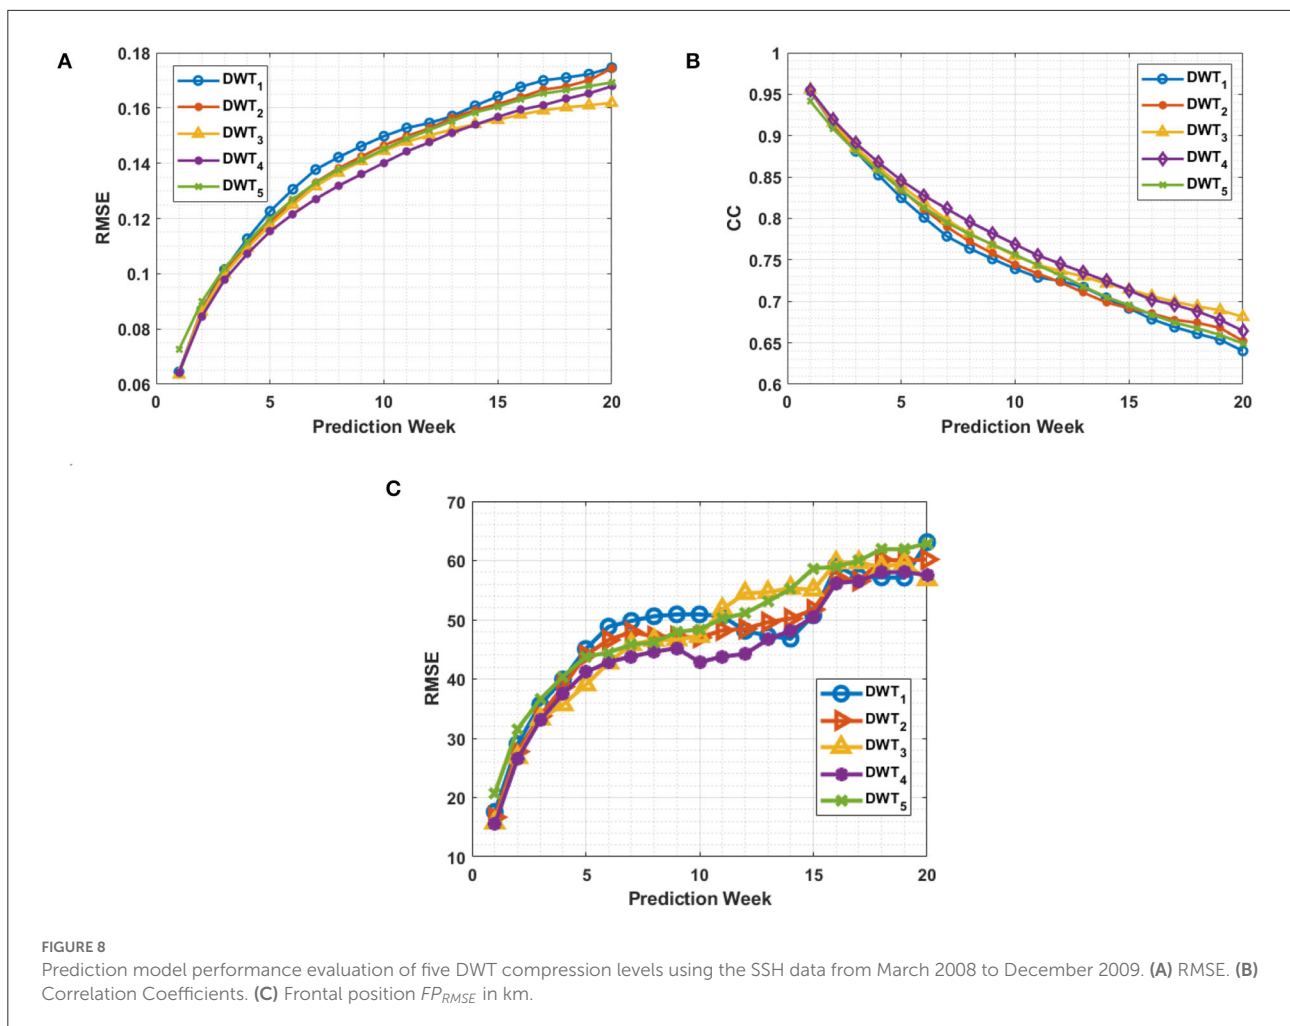 A
0.18
0.16
0.14
0.12
0.1
0.08
0.06
RMSE
DWT1
DWT2
DWT3
DWT4
DWT5
0 5 10 15 20
Prediction Week
B
1
0.95
0.9
0.85
0.8
0.75
0.7
0.65
0.6
CC
DWT1
DWT2
DWT3
DWT4
DWT5
0 5 10 15 20
Prediction Week
C
70
60
50
40
30
20
10
RMSE
DWT1
DWT2
DWT3
DWT4
DWT5
0 5 10 15 20
Prediction Week
FIGURE 8
Prediction model performance evaluation of five DWT compression levels using the SSH data from March 2008 to December 2009. (A) RMSE. (B)
Correlation Coefficients. (C) Frontal position FPRMSE in km.